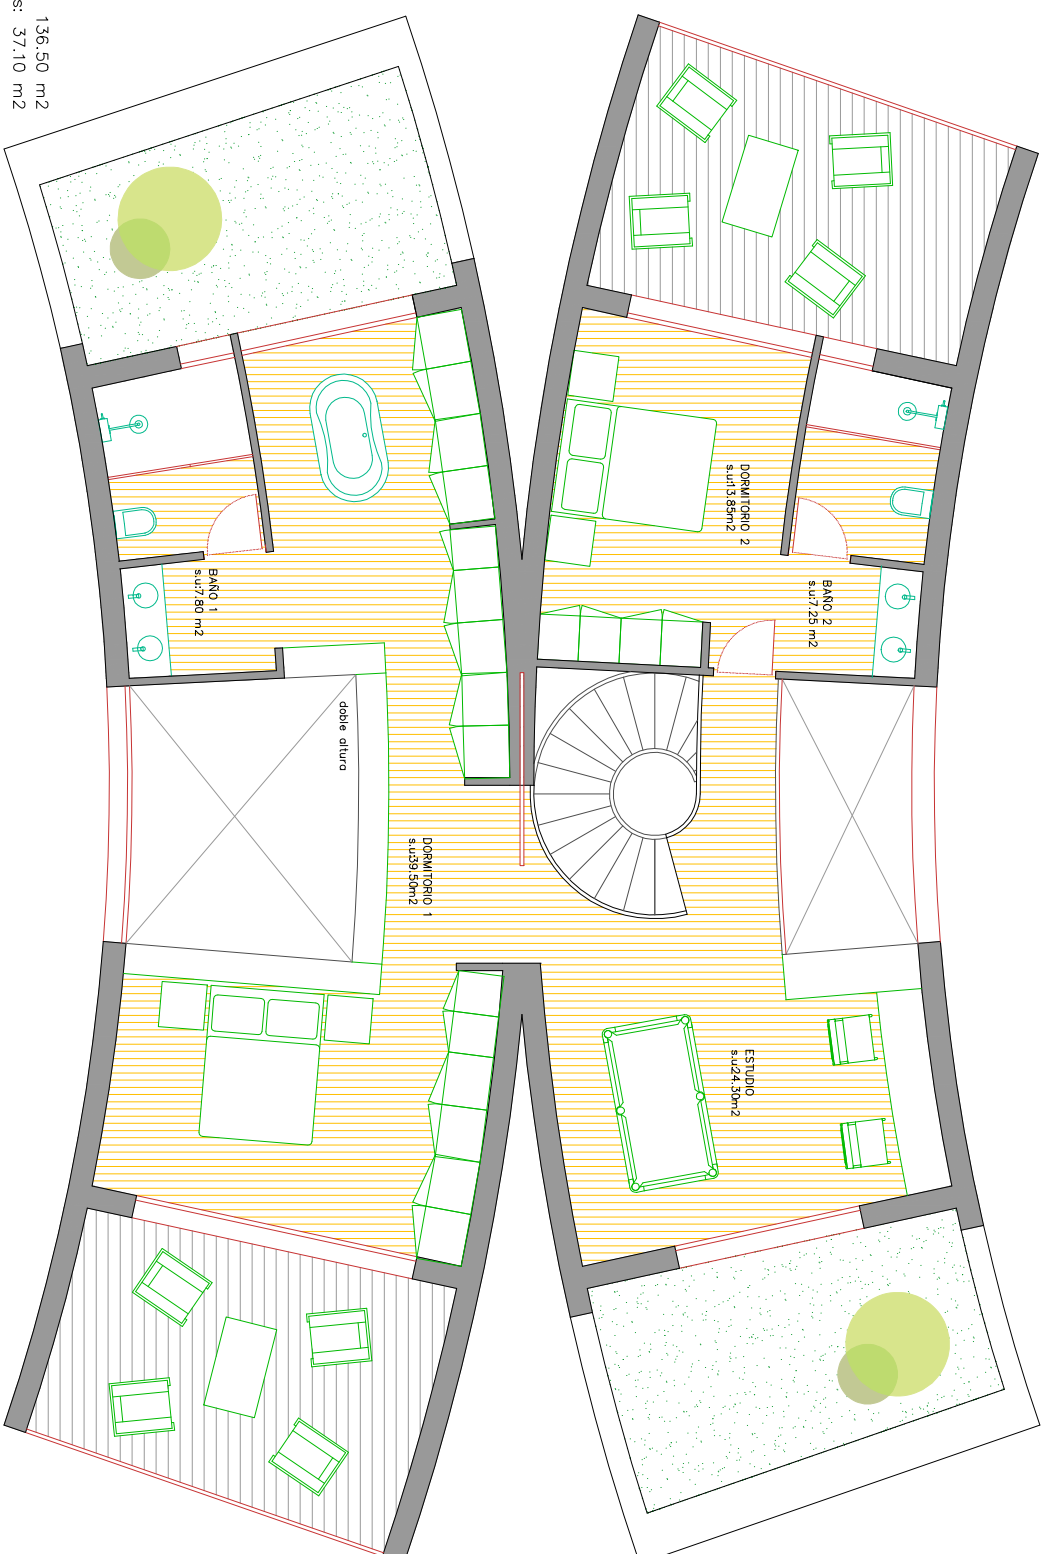 136.50 m2
s: 37.10 m2
DORMITORIO 2
s.u:13.85m2
BAÑO 2
s.u:7.25 m2
BAÑO 1
s.u:7.80 m2
doble altura
DORMITORIO 1
s.u:39.50m2
ESTUDIO
s.u:24.30m2